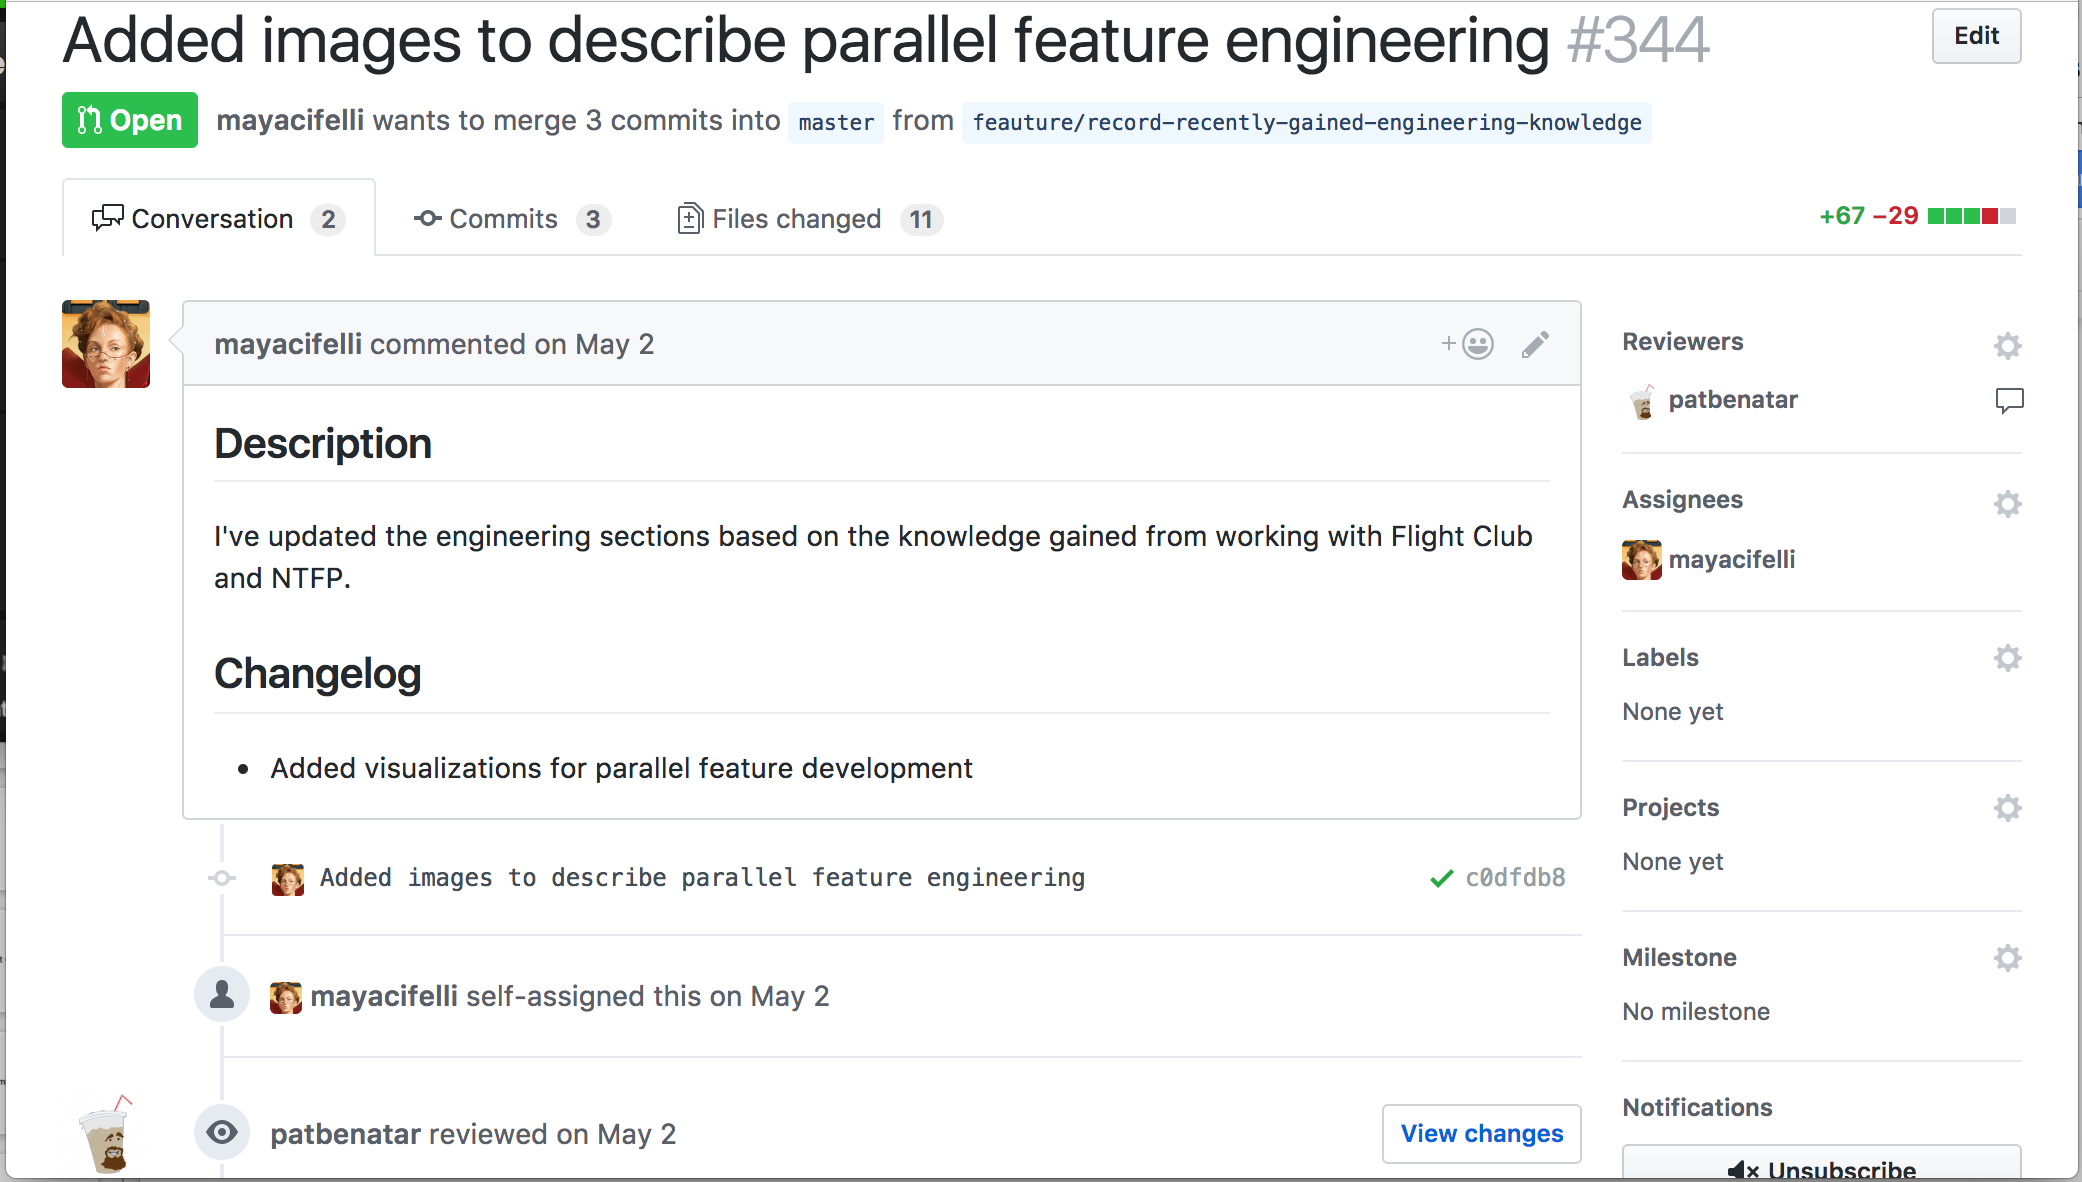 Added images to describe parallel feature engineering #344
Edit
Open mayacifelli wants to merge 3 commits into master from feauture/record-recently-gained-engineering-knowledge
Conversation 2 Commits 3 Files changed 11
+67 −29
mayacifelli commented on May 2
Description
I've updated the engineering sections based on the knowledge gained from working with Flight Club
and NTFP.
Changelog
• Added visualizations for parallel feature development
Added images to describe parallel feature engineering c0dfdb8
mayacifelli self-assigned this on May 2
patbenatar reviewed on May 2
View changes
Reviewers
patbenatar
Assignees
mayacifelli
Labels
None yet
Projects
None yet
Milestone
No milestone
Notifications
Unsubscribe